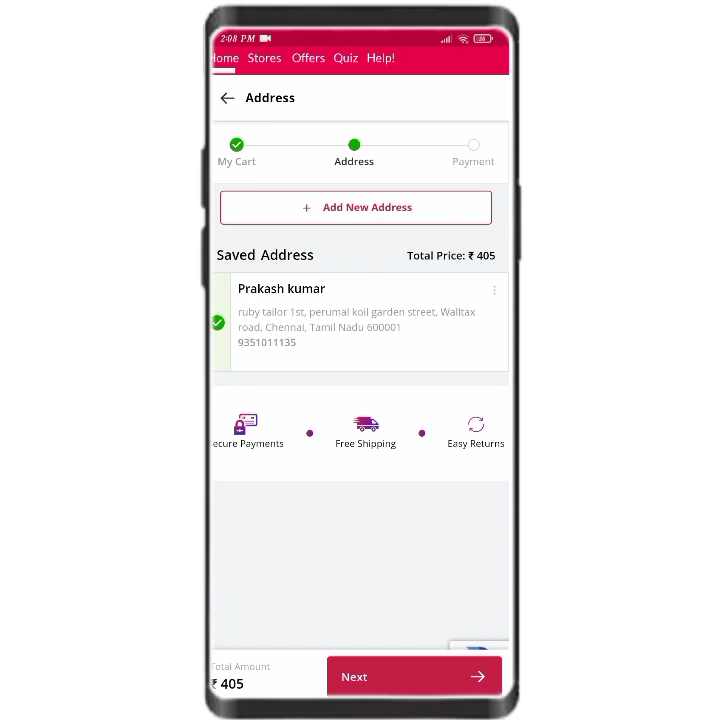 2:08 PM
Home Stores Offers Quiz Help!
Address
My Cart Address Payment
+ Add New Address
Saved Address Total Price: ₹ 405
Prakash kumar
ruby tailor 1st, perumal koil garden street, Walltax
road, Chennai, Tamil Nadu 600001
9351011135
ecure Payments Free Shipping Easy Returns
Total Amount
₹ 405
Next